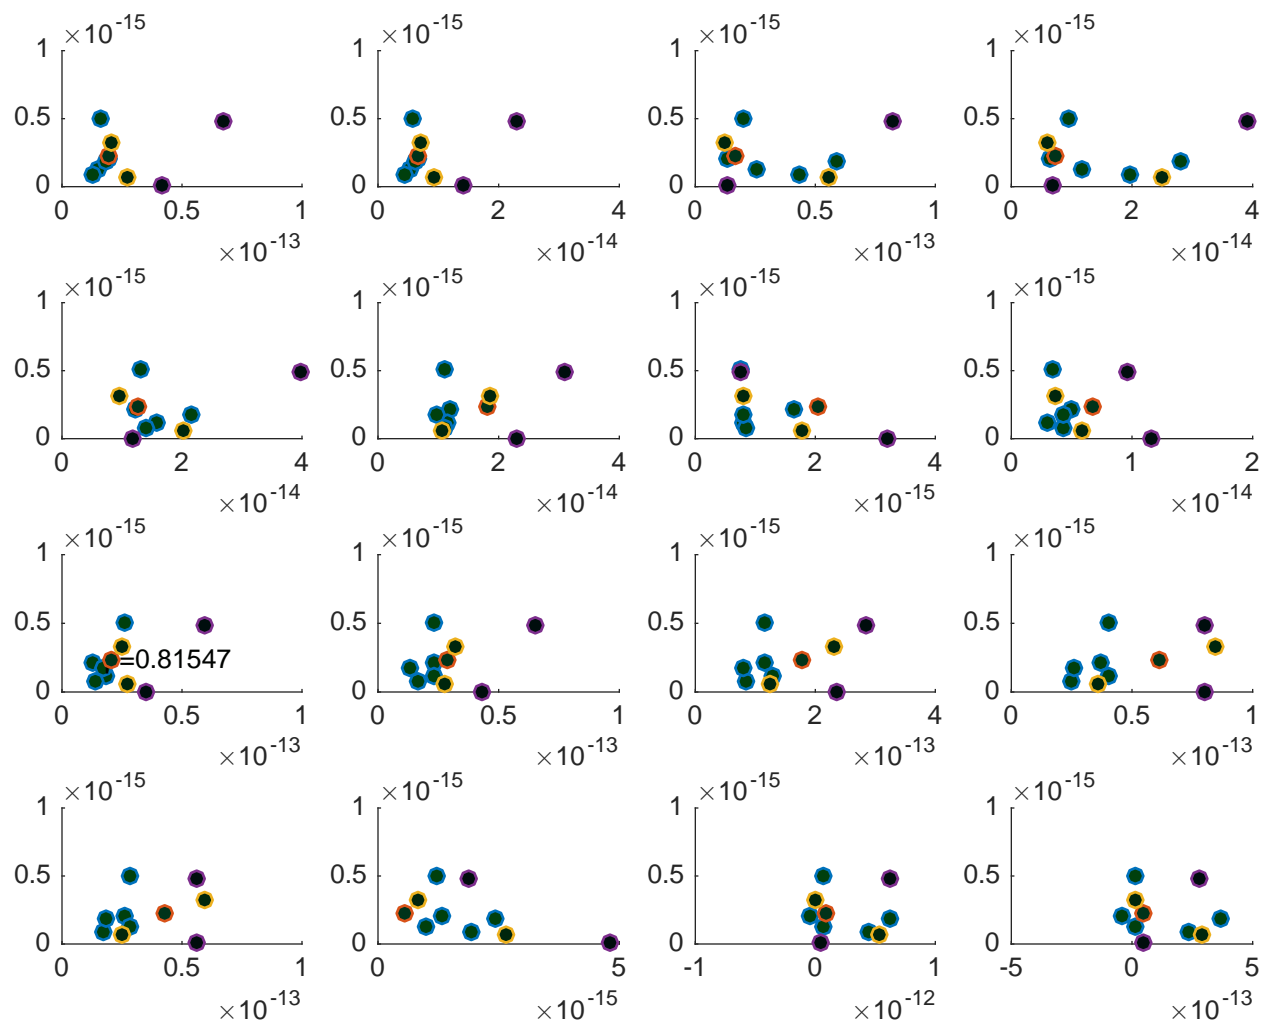 ×10-15 ×10-15 ×10-15 ×10-15
1 1 1 1
0.5 0.5 0.5 0.5
0 0 0 0
0 0.5 1 0 2 4 0 0.5 1 0 2 4
×10-13 ×10-14 ×10-13 ×10-14
×10-15 ×10-15 ×10-15 ×10-15
1 1 1 1
0.5 0.5 0.5 0.5
0 0 0 0
0 2 4 0 2 4 0 2 4 0 1 2
×10-14 ×10-14 ×10-15 ×10-14
×10-15 ×10-15 ×10-15 ×10-15
1 1 1 1
0.5 0.5 0.5 0.5
=0.81547
0 0 0 0
0 0.5 1 0 0.5 1 0 2 4 0 0.5 1
×10-13 ×10-13 ×10-13 ×10-13
×10-15 ×10-15 ×10-15 ×10-15
1 1 1 1
0.5 0.5 0.5 0.5
0 0 0 0
0 0.5 1 0 5 -1 0 1 -5 0 5
×10-13 ×10-15 ×10-12 ×10-13